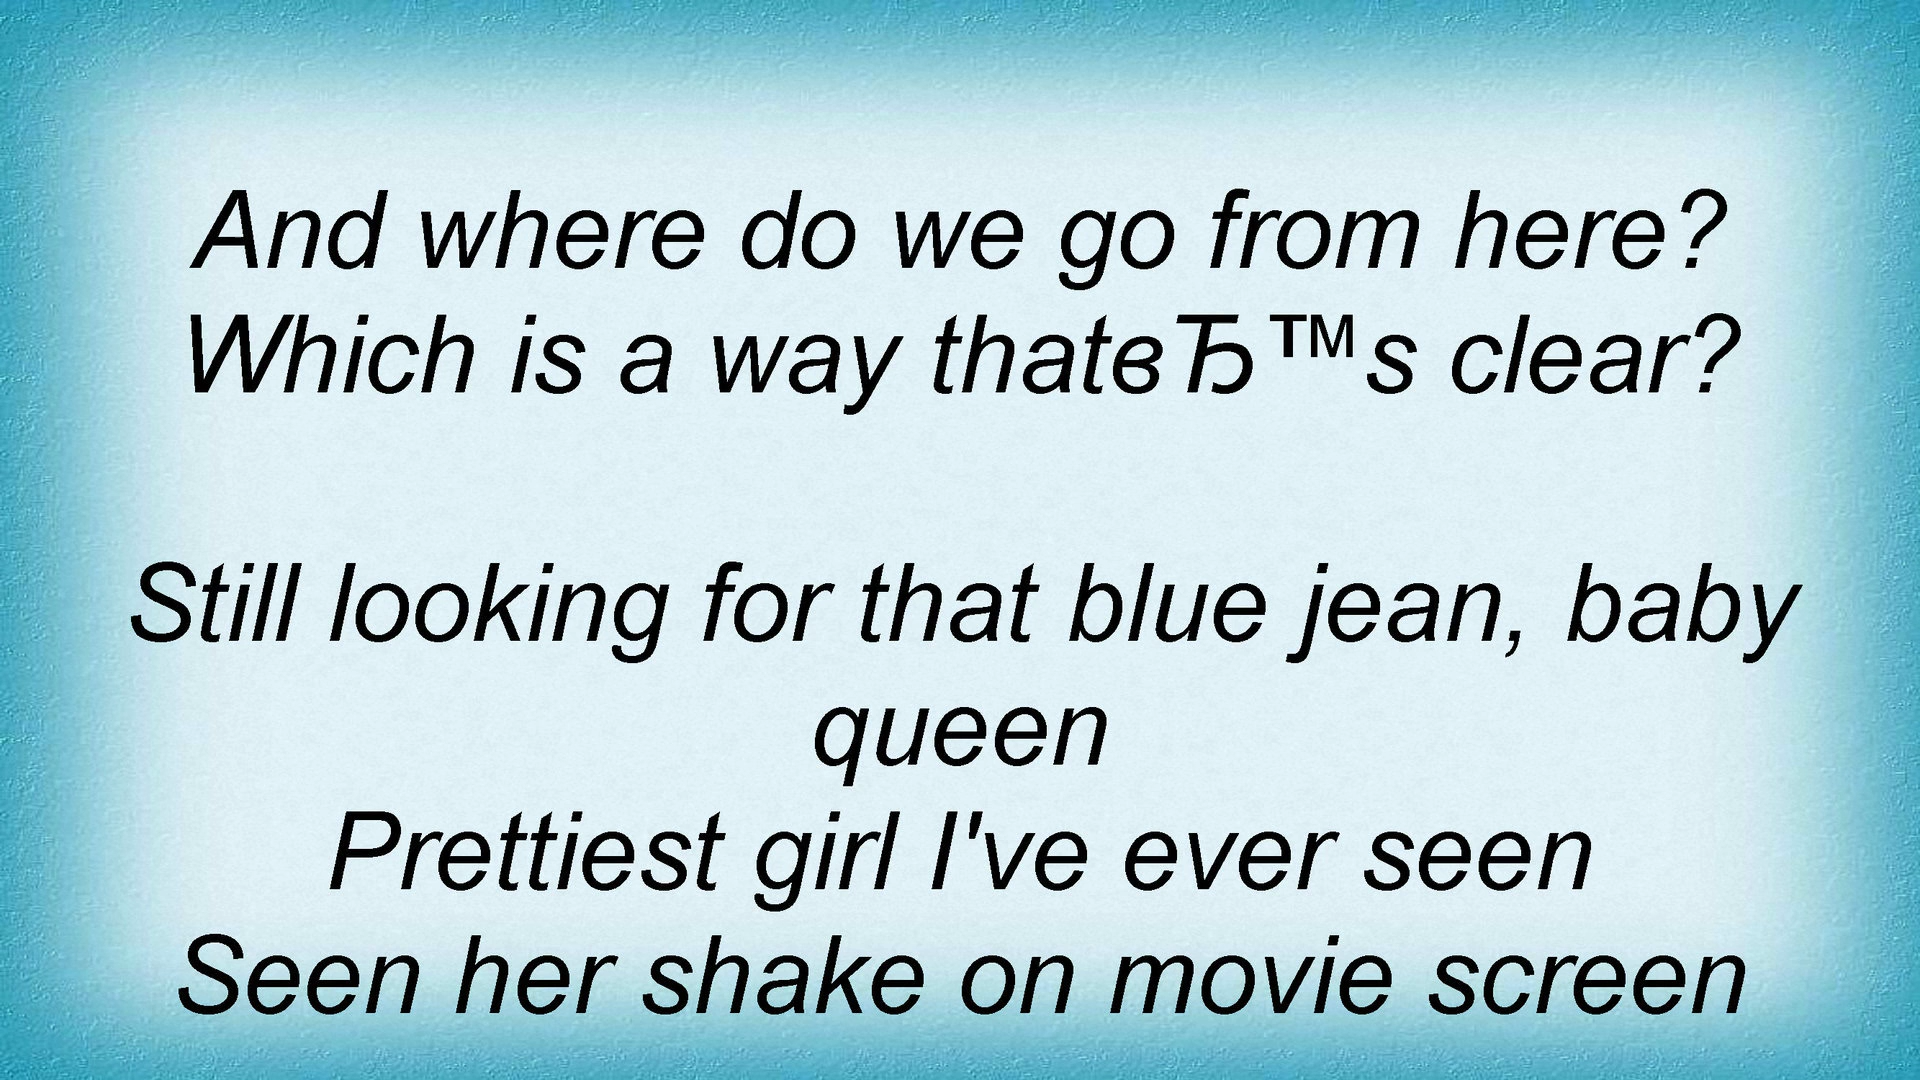 And where do we go from here?
Which is a way thatвЂ™s clear?
Still looking for that blue jean, baby
queen
Prettiest girl I've ever seen
Seen her shake on movie screen